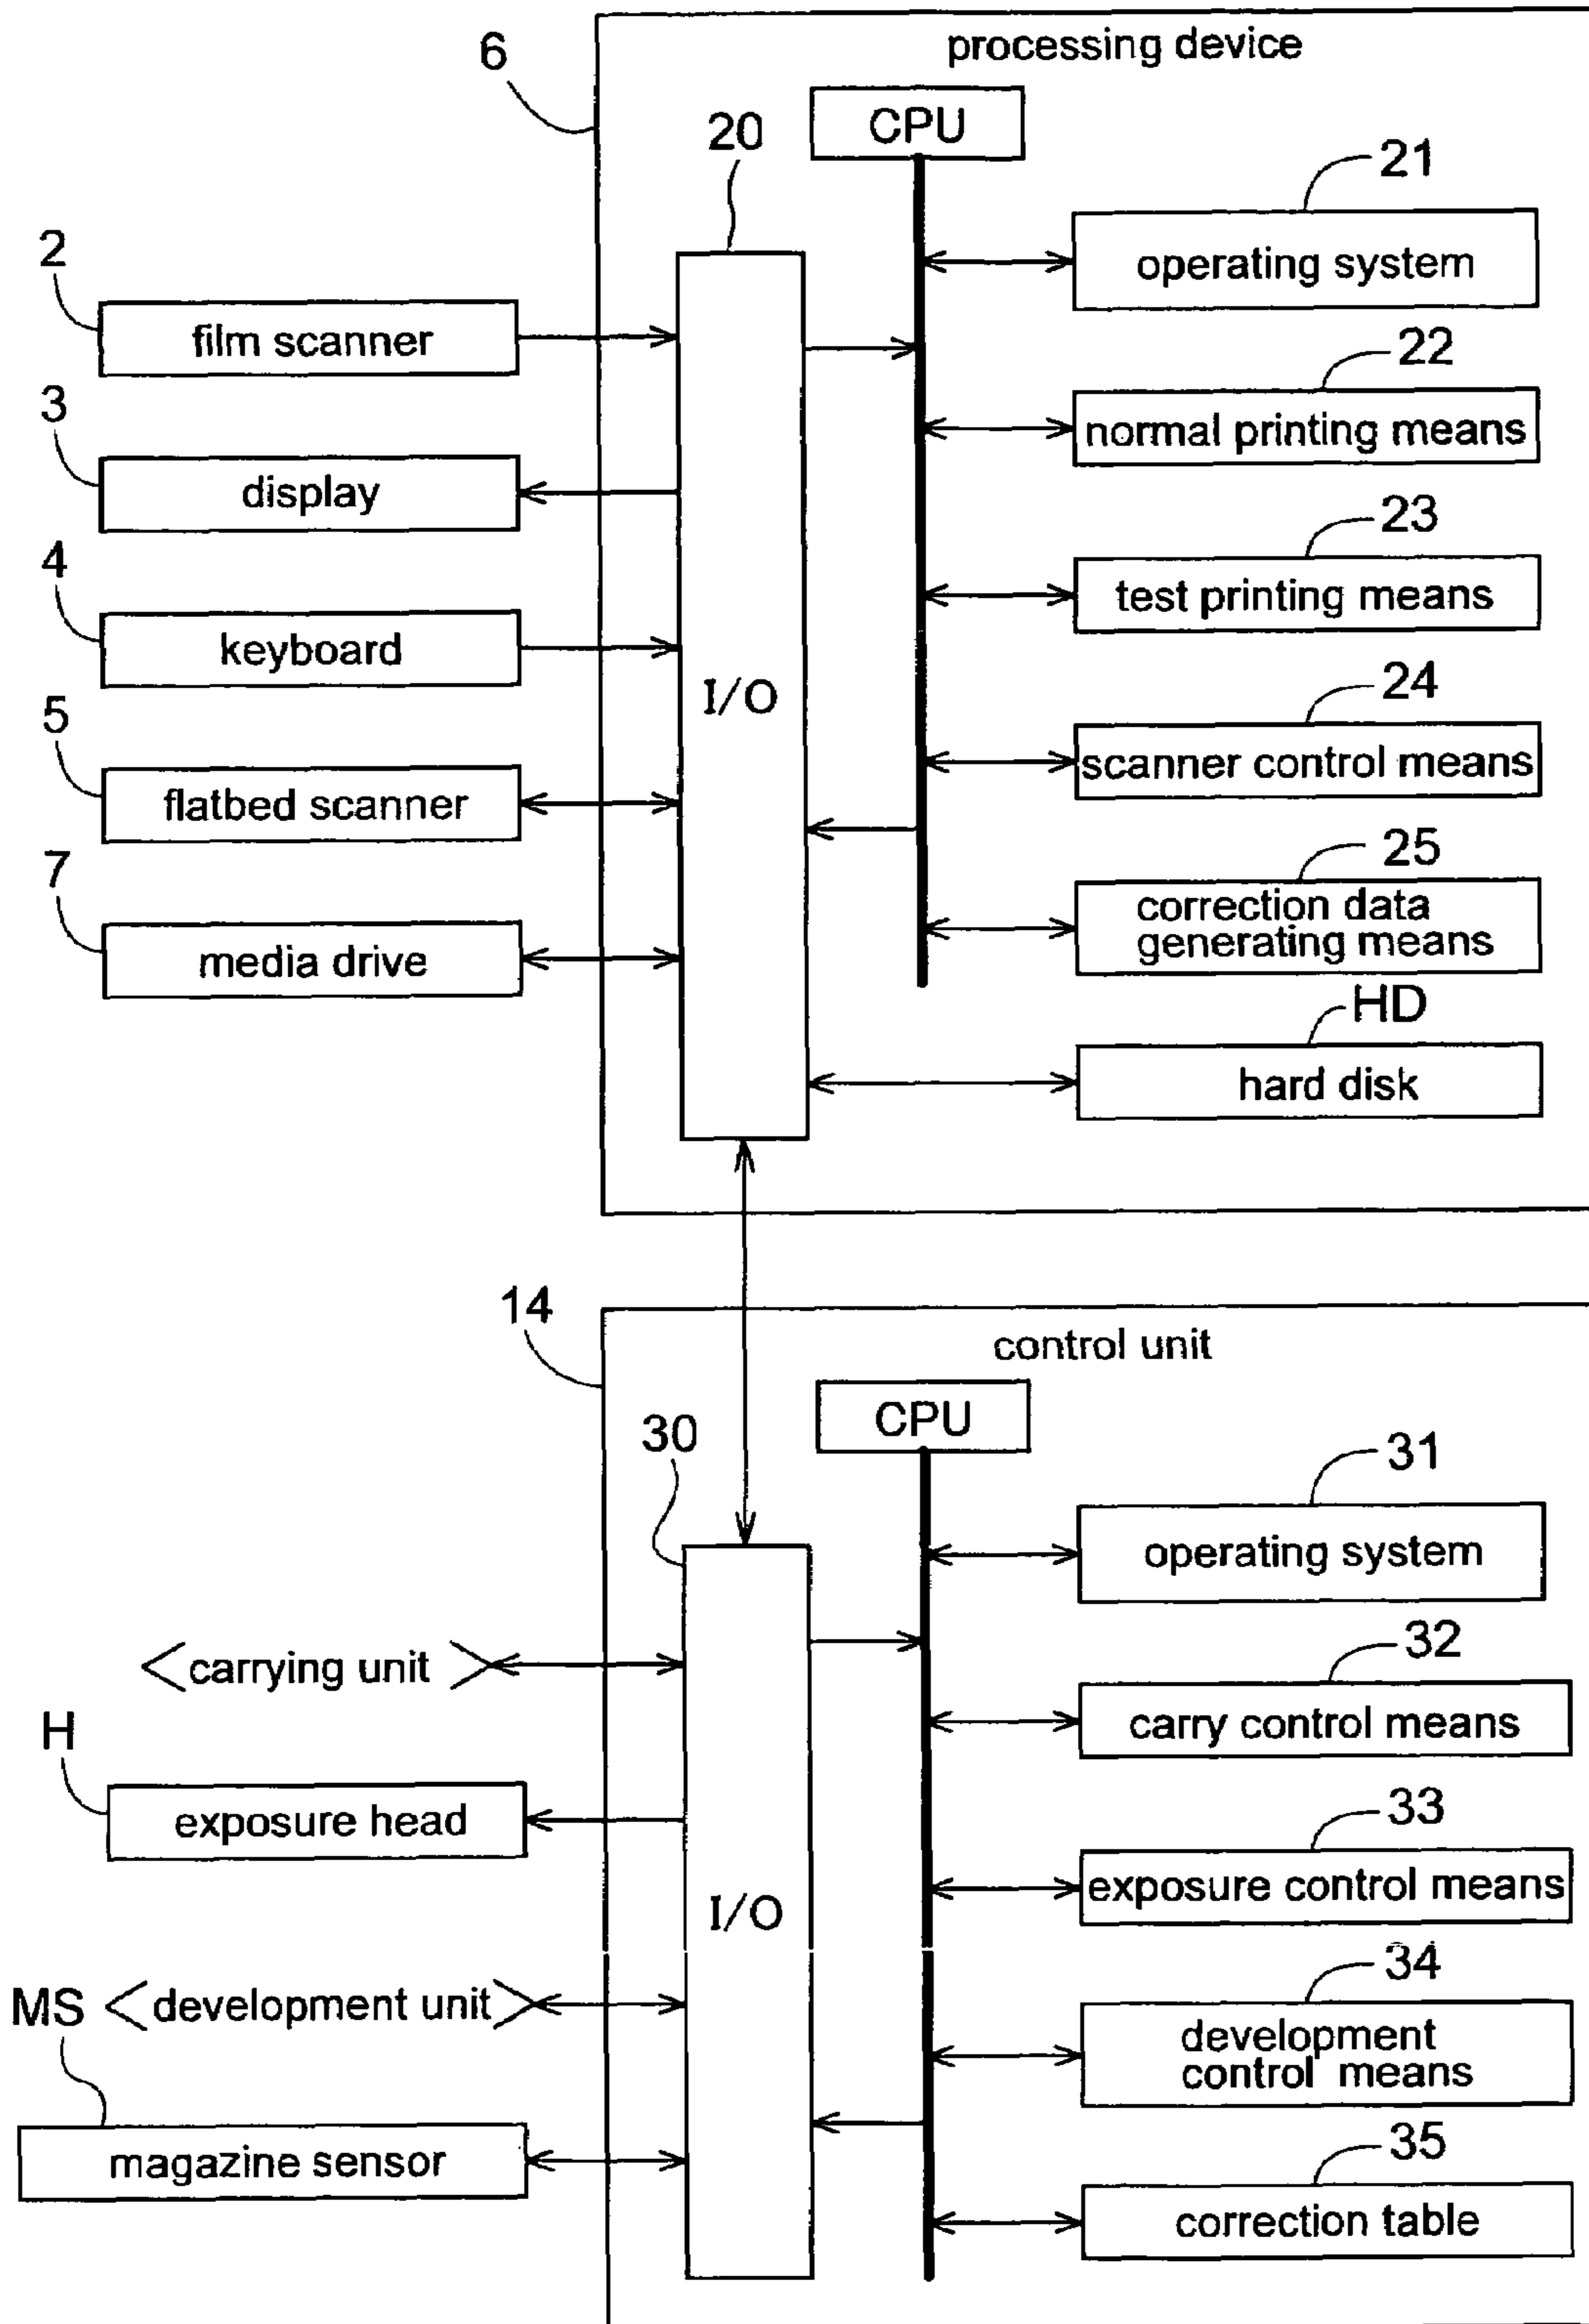 processing device
6
CPU
20
21
operating system
2
film scanner
22
normal printing means
3
display
23
test printing means
4
keyboard
I/O
24
scanner control means
5
flatbed scanner
25
correction data
generating means
7
media drive
HD
hard disk
14
control unit
CPU
30
31
operating system
carrying unit
32
carry control means
H
exposure head
33
exposure control means
I/O
34
development
control means
MS
development unit
35
magazine sensor
correction table